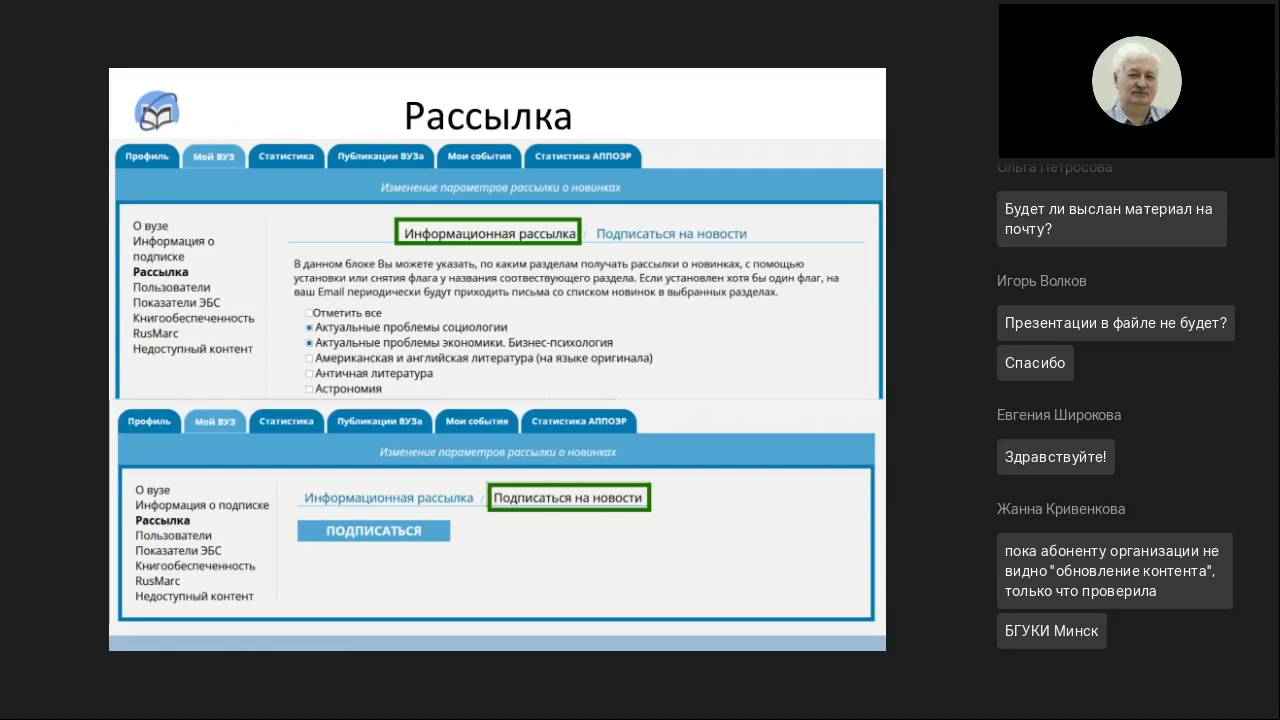 Рассылка
Профиль
Мой ВУЗ
Статистика
Публикации ВУЗа
Мои события
Статистика АППОЭР
Изменение параметров рассылки о новинках
О вузе
Информация о
подписке
Рассылка
Пользователи
Показатели ЭБС
Книгообеспеченность
RusMarc
Недоступный контент
Информационная рассылка / Подписаться на новости
В данном блоке Вы можете указать, по каким разделам получать рассылки о новинках, с помощью
установки или снятия флага у названия соотвествующего раздела. Если установлен хотя бы один флаг, на
ваш Email периодически будут приходить письма со списком новинок в выбранных разделах.
Отметить все
Актуальные проблемы социологии
Актуальные проблемы экономики. Бизнес-психология
Американская и английская литература (на языке оригинала)
Античная литература
Астрономия
Профиль
Мой ВУЗ
Статистика
Публикации ВУЗа
Мои события
Статистика АППОЭР
Изменение параметров рассылки о новинках
О вузе
Информация о подписке
Рассылка
Пользователи
Показатели ЭБС
Книгообеспеченность
RusMarc
Недоступный контент
Информационная рассылка / Подписаться на новости
ПОДПИСАТЬСЯ
Ольга Петросова
Будет ли выслан материал на
почту?
Игорь Волков
Презентации в файле не будет?
Спасибо
Евгения Широкова
Здравствуйте!
Жанна Кривенкова
пока абоненту организации не
видно "обновление контента",
только что проверила
БГУКИ Минск